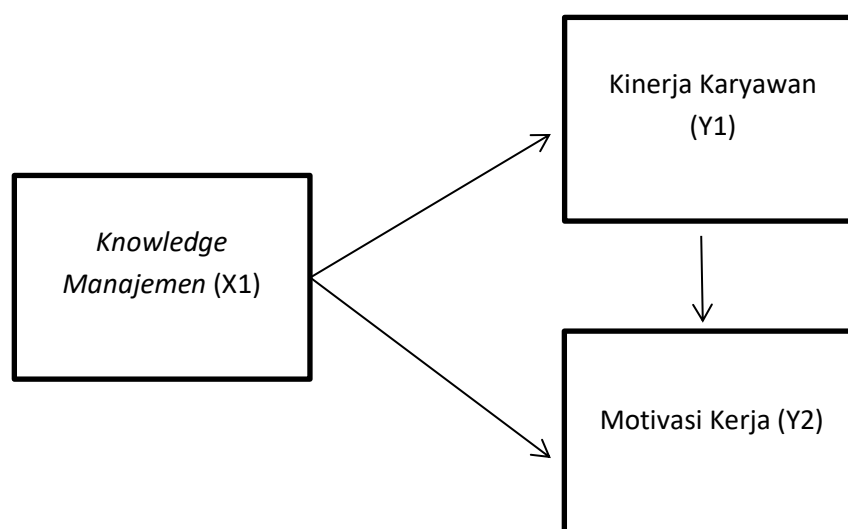 Kinerja Karyawan
(Y1)
Knowledge
Manajemen (X1)
Motivasi Kerja (Y2)